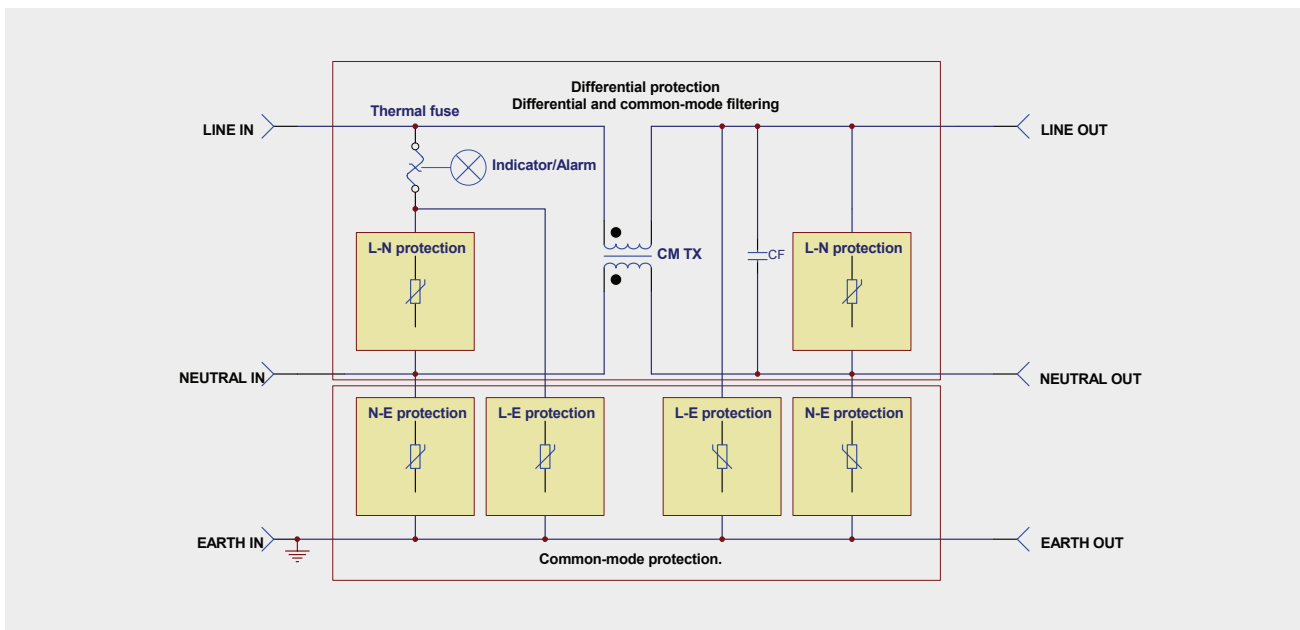 Differential protection
Differential and common-mode filtering
Thermal fuse
LINE IN
LINE OUT
Indicator/Alarm
L-N protection
CM TX
CF
L-N protection
NEUTRAL IN
NEUTRAL OUT
N-E protection
L-E protection
L-E protection
N-E protection
EARTH IN
EARTH OUT
Common-mode protection.